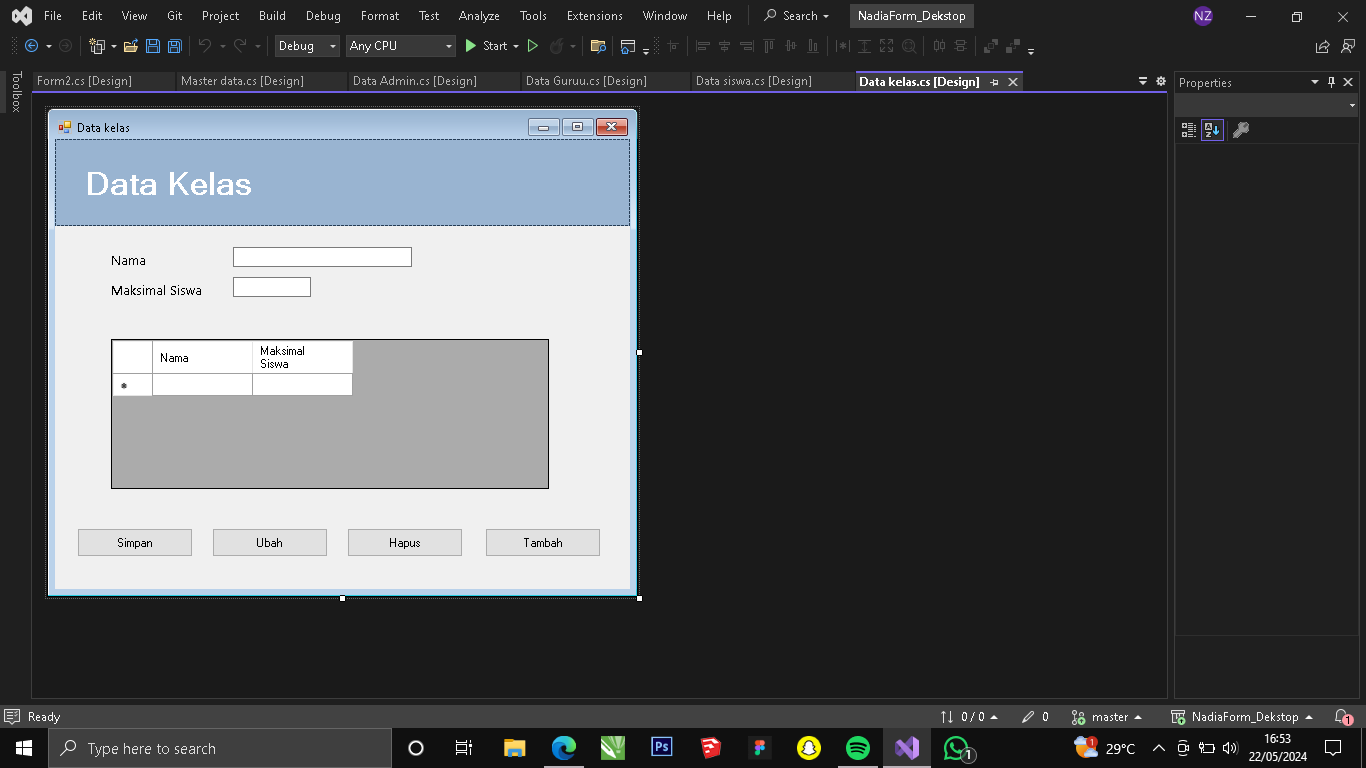 File Edit View Git Project Build Debug Format Test Analyze Tools Extensions Window Help Search NadiaForm_Dekstop NZ
Debug Any CPU Start
Toolbox
Form2.cs [Design] Master data.cs [Design] Data Admin.cs [Design] Data Guruu.cs [Design] Data siswa.cs [Design] Data kelas.cs [Design]
Properties
Data kelas
Data Kelas
Nama
Maksimal Siswa
Nama Maksimal
Siswa
Simpan Ubah Hapus Tambah
Ready 0 / 0 0 master NadiaForm_Dekstop 1
Type here to search Ps 1 1 29°C 16:53
22/05/2024